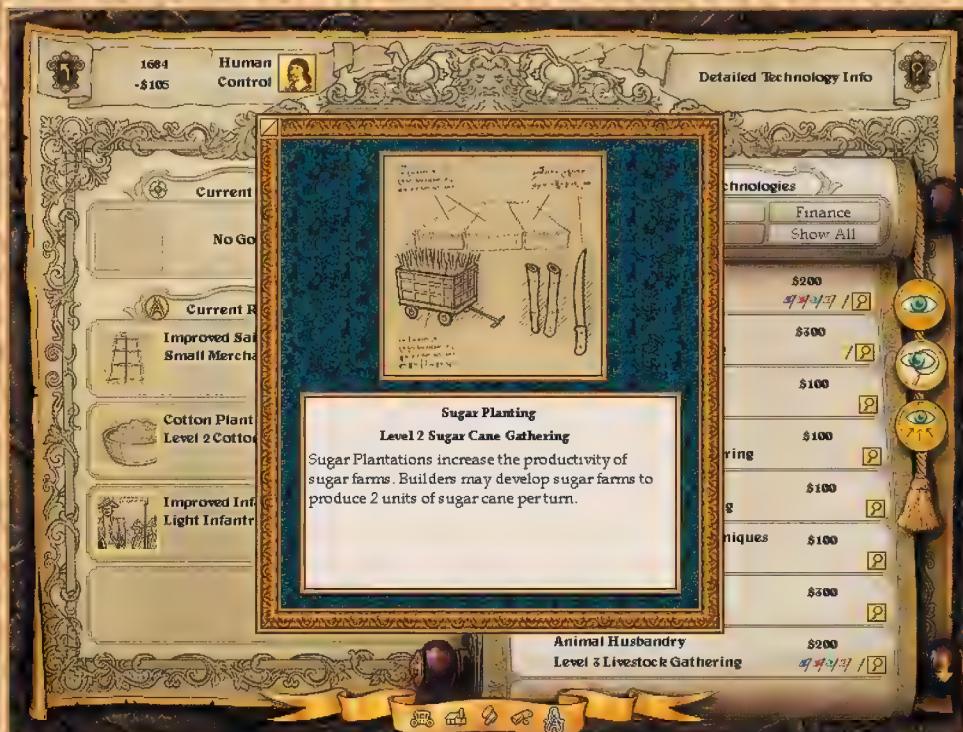 1684
-$105
Human
Control
Detailed Technology Info
Current
No Go
Current R
Improved Sai
Small Mercha
Cotton Plant
Level 2 Cotto
Improved Inf
Light Infantr
Sugar Planting
Level 2 Sugar Cane Gathering
Sugar Plantations increase the productivity of
sugar farms. Builders may develop sugar farms to
produce 2 units of sugar cane per turn.
chnologies
Finance
Show All
$200
$300
$100
$100
ring
$100
g
niques
$100
$300
Animal Husbandry
$200
Level 3 Livestock Gathering